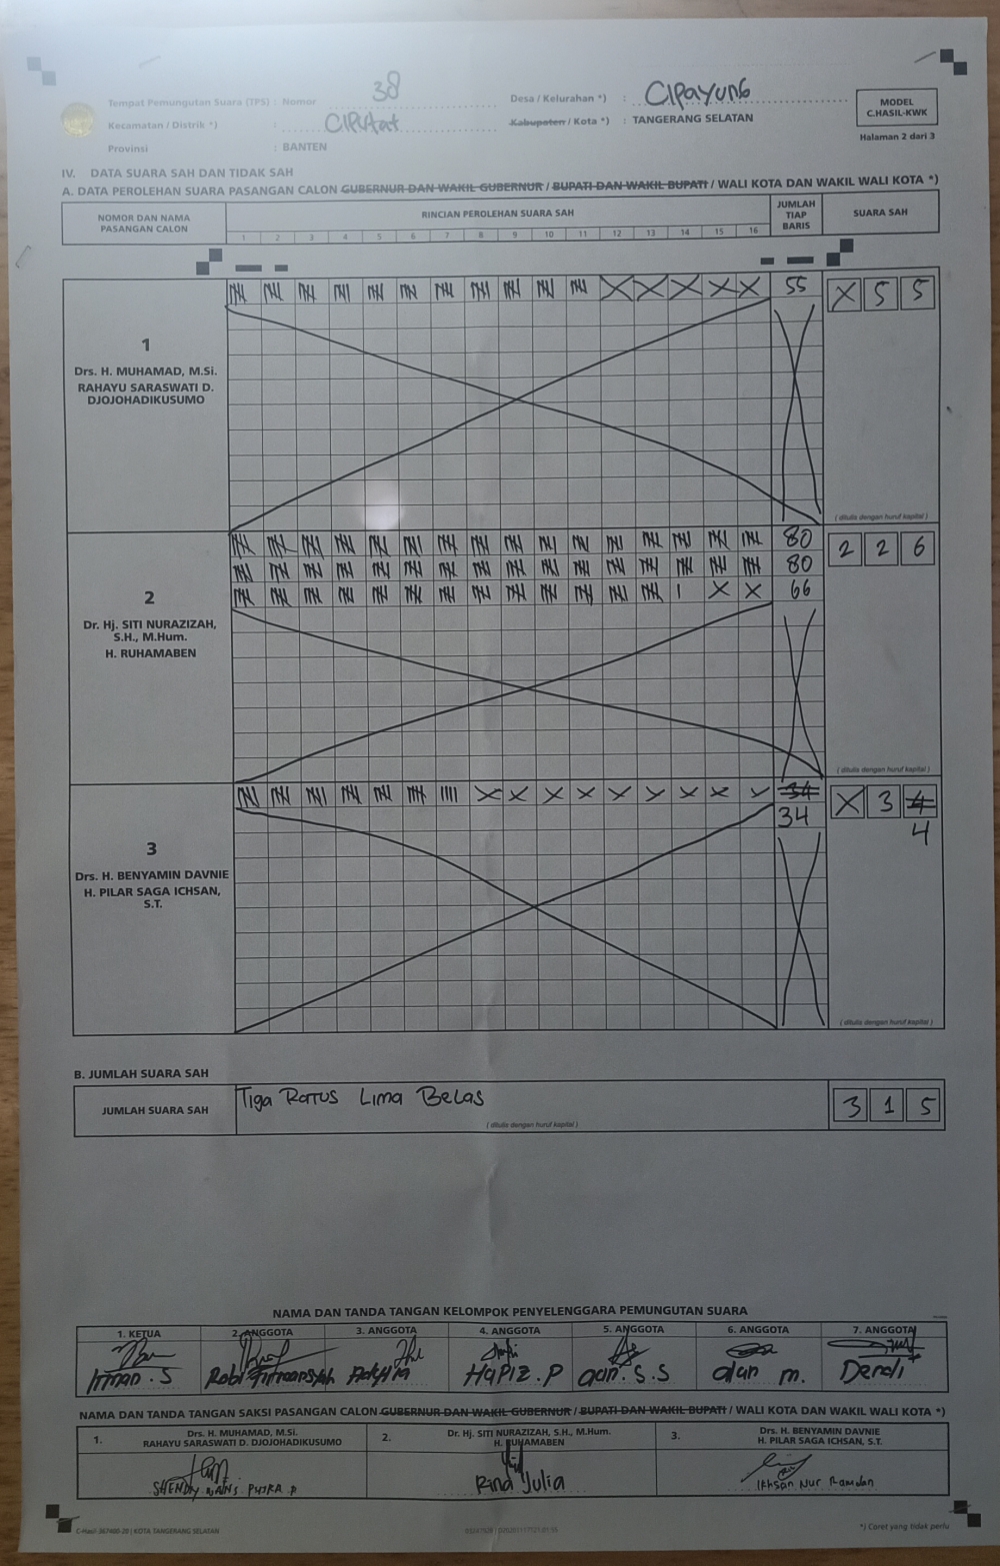 Tempat Pemungutan Suara (TPS) : Nomor 38 Desa / Kelurahan *) : CIPAYUNG
Kecamatan / Distrik *) : CIPUTAT Kabupaten / Kota *) : TANGERANG SELATAN
Provinsi : BANTEN
MODEL
C.HASIL-KWK
Halaman 2 dari 3
IV. DATA SUARA SAH DAN TIDAK SAH
A. DATA PEROLEHAN SUARA PASANGAN CALON GUBERNUR DAN WAKIL GUBERNUR / BUPATI DAN WAKIL BUPATI / WALI KOTA DAN WAKIL WALI KOTA *)
NOMOR DAN NAMA
PASANGAN CALON
RINCIAN PEROLEHAN SUARA SAH
1 2 3 4 5 6 7 8 9 10 11 12 13 14 15 16
JUMLAH
TIAP
BARIS
SUARA SAH
1
Drs. H. MUHAMAD, M.Si.
RAHAYU SARASWATI D.
DJOJOHADIKUSUMO
55
X 5 5
( ditulis dengan huruf kapital )
2
Dr. Hj. SITI NURAZIZAH,
S.H., M.Hum.
H. RUHAMABEN
80
80
66
2 2 6
( ditulis dengan huruf kapital )
3
Drs. H. BENYAMIN DAVNIE
H. PILAR SAGA ICHSAN,
S.T.
34
34
X 3 4
4
( ditulis dengan huruf kapital )
B. JUMLAH SUARA SAH
JUMLAH SUARA SAH
Tiga Ratus Lima Belas
( ditulis dengan huruf kapital )
3 1 5
NAMA DAN TANDA TANGAN KELOMPOK PENYELENGGARA PEMUNGUTAN SUARA
1. KETUA 2. ANGGOTA 3. ANGGOTA 4. ANGGOTA 5. ANGGOTA 6. ANGGOTA 7. ANGGOTA
Irman . S HaPiz . P aan . S . S dian m. Dendi
NAMA DAN TANDA TANGAN SAKSI PASANGAN CALON GUBERNUR DAN WAKIL GUBERNUR / BUPATI DAN WAKIL BUPATI / WALI KOTA DAN WAKIL WALI KOTA *)
1. Drs. H. MUHAMAD, M.Si.
RAHAYU SARASWATI D. DJOJOHADIKUSUMO
2. Dr. Hj. SITI NURAZIZAH, S.H., M.Hum.
H. RUHAMABEN
3. Drs. H. BENYAMIN DAVNIE
H. PILAR SAGA ICHSAN, S.T.
Rina Julia
Ikhsan Nur Ramdan
C-Hasil-367400-20 | KOTA TANGERANG SELATAN
*) Coret yang tidak perlu